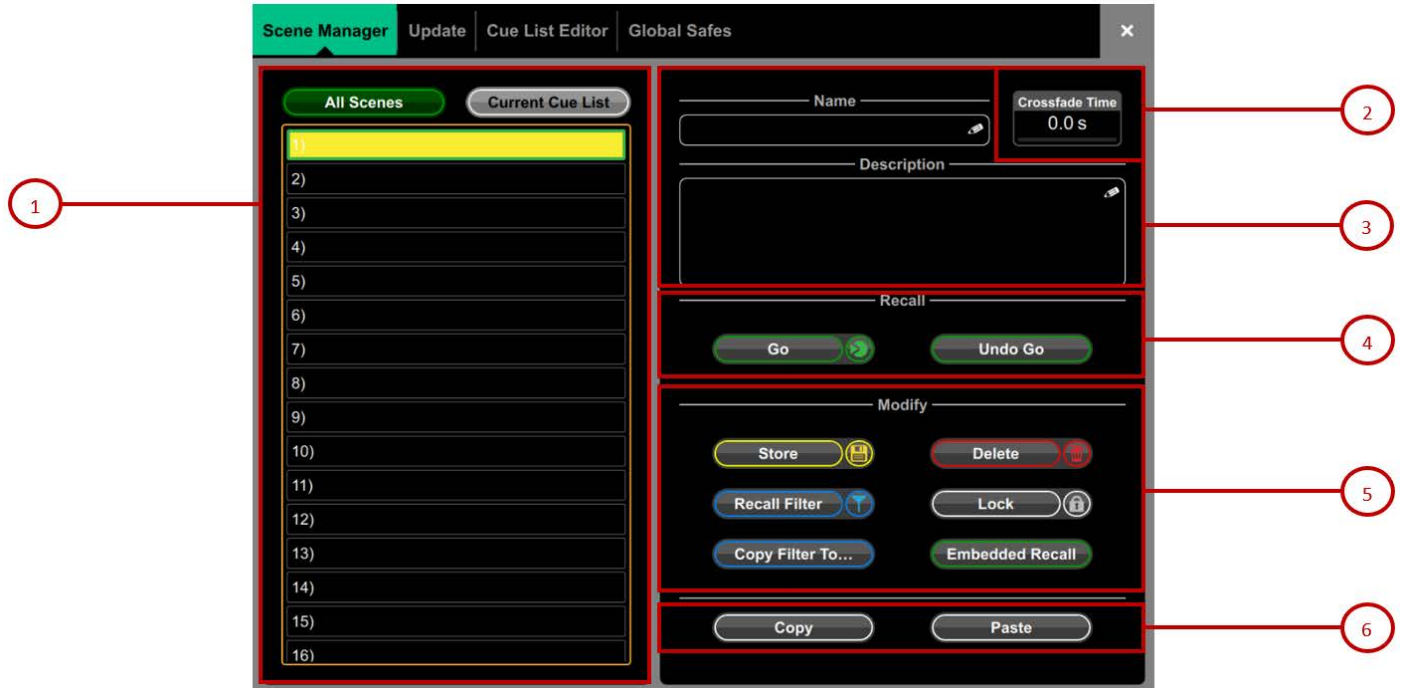 Scene Manager Update Cue List Editor Global Safes ×
All Scenes Current Cue List
1)
2)
3)
4)
5)
6)
7)
8)
9)
10)
11)
12)
13)
14)
15)
16)
Name
Crossfade Time
0.0 s
Description
Recall
Go Undo Go
Modify
Store Delete
Recall Filter Lock
Copy Filter To... Embedded Recall
Copy Paste
1
2
3
4
5
6